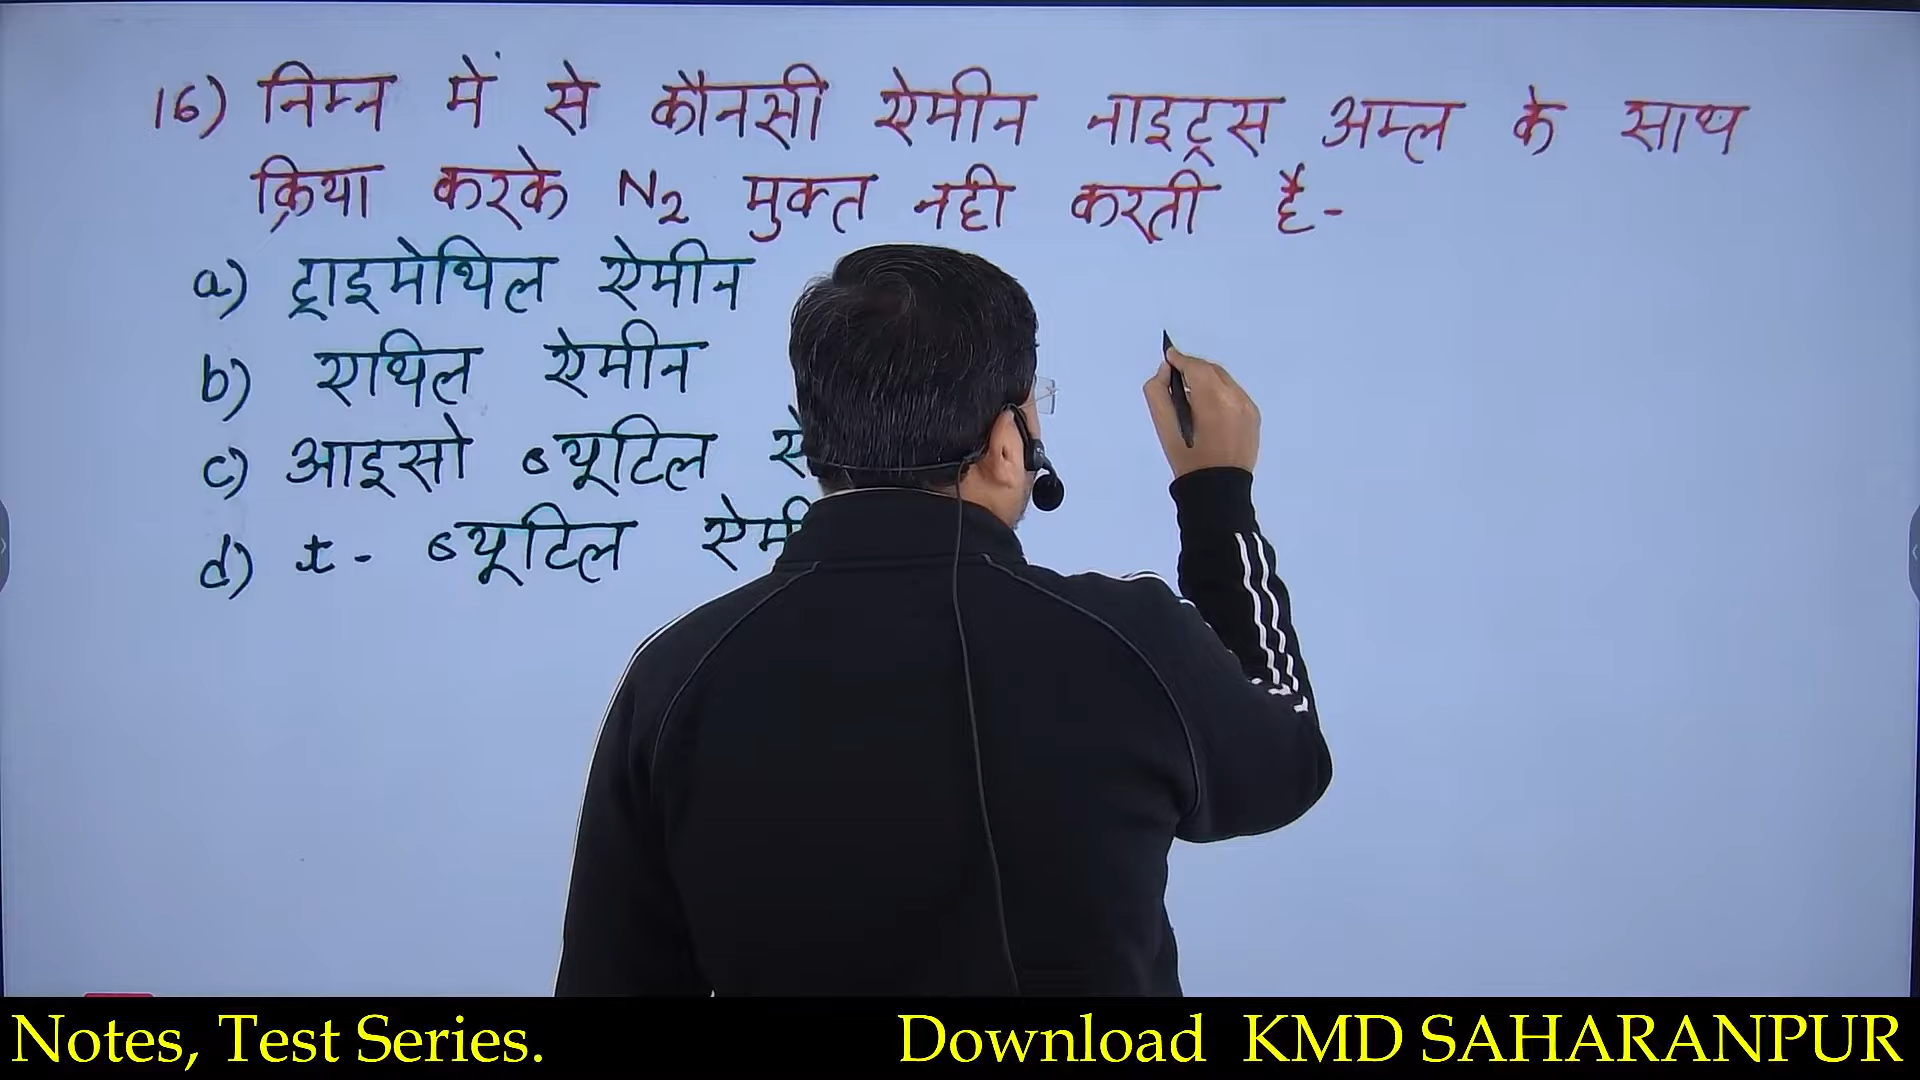 16) निम्न में से कौनसी ऐमीन नाइट्रस अम्ल के साथ
क्रिया करके N₂ मुक्त नही करती है-
a) ट्राइमेथिल ऐमीन
b) एथिल ऐमीन
c) आइसो ब्यूटिल
d) t- ब्यूटिल
Notes, Test Series.
Download KMD SAHARANPUR